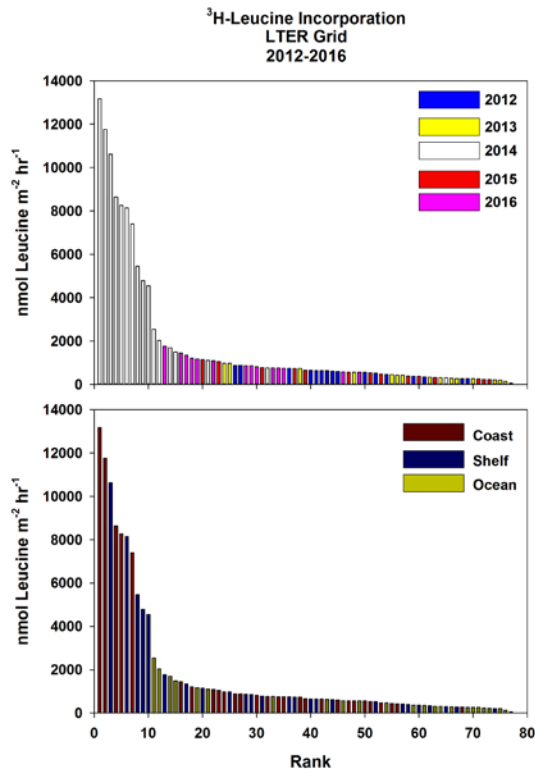 ³H-Leucine Incorporation
LTER Grid
2012-2016
14000
12000
10000
8000
6000
4000
2000
0
nmol Leucine m⁻² hr⁻¹
2012
2013
2014
2015
2016
14000
12000
10000
8000
6000
4000
2000
0
nmol Leucine m⁻² hr⁻¹
Coast
Shelf
Ocean
0 10 20 30 40 50 60 70 80
Rank